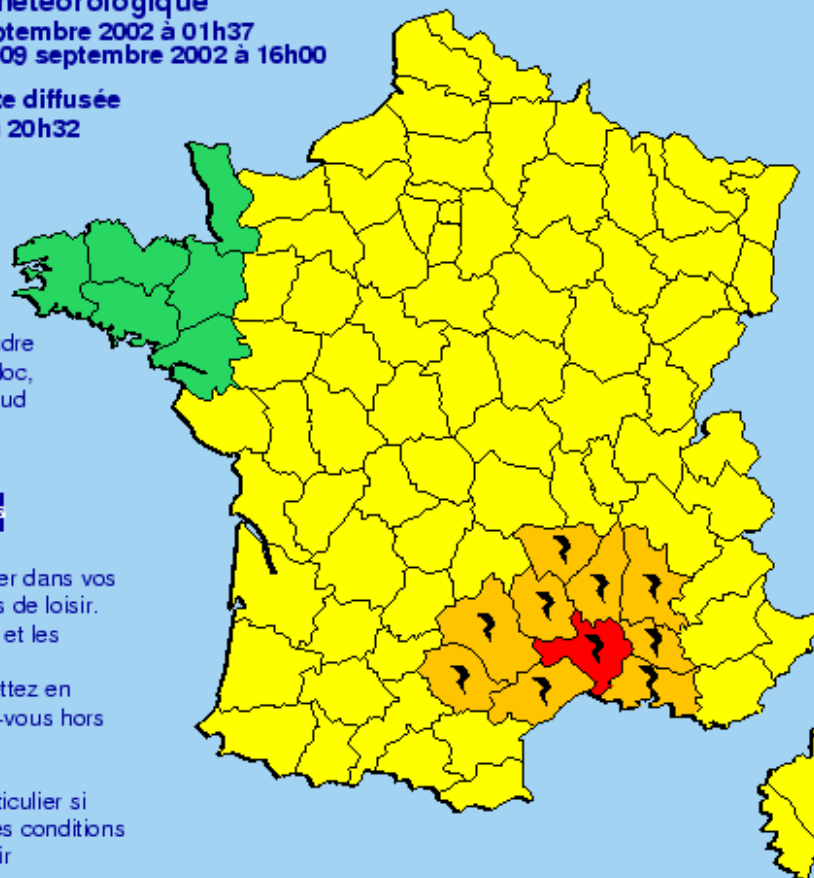 météorologique
ptembre 2002 à 01h37
09 septembre 2002 à 16h00
te diffusée
20h32
dre
loc,
ud
er dans vos
s de loisir.
et les
ttez en
-vous hors
ticulier si
es conditions
ir